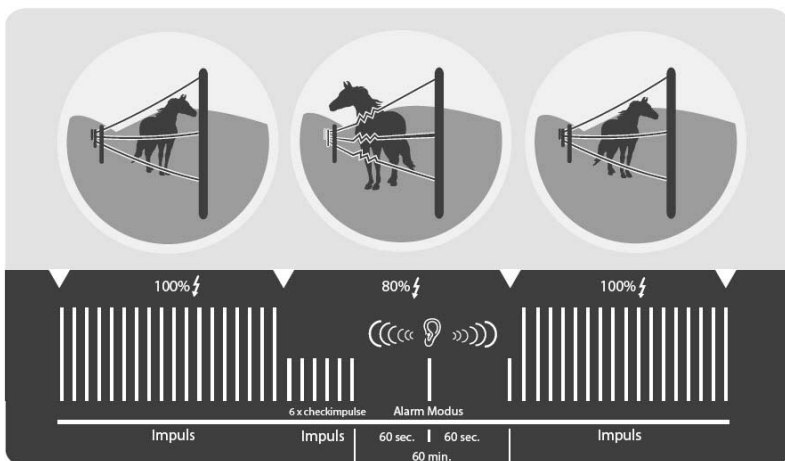 100% 80% 100%
6 x checkimpulse Alarm Modus
Impuls Impuls 60 sec. 60 sec. Impuls
60 min.